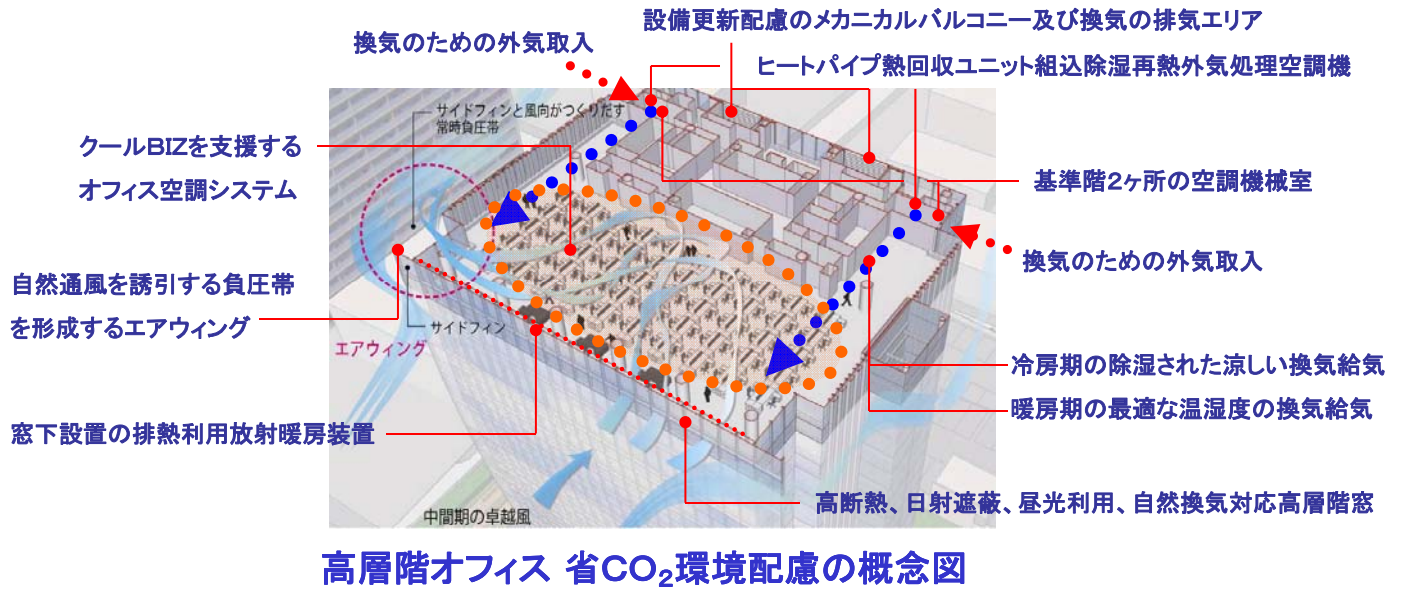 設備更新配慮のメカニカルバルコニー及び換気の排気エリア
換気のための外気取入
ヒートパイプ熱回収ユニット組込除湿再熱外気処理空調機
サイドフィンと風向がつくりだす
常時負圧帯
クールBIZを支援する
オフィス空調システム
基準階2ヶ所の空調機械室
換気のための外気取入
自然通風を誘引する負圧帯
を形成するエアウィング
サイドフィン
エアウィング
冷房期の除湿された涼しい換気給気
暖房期の最適な温湿度の換気給気
窓下設置の排熱利用放射暖房装置
高断熱、日射遮蔽、昼光利用、自然換気対応高層階窓
中間期の卓越風
高層階オフィス 省CO₂環境配慮の概念図